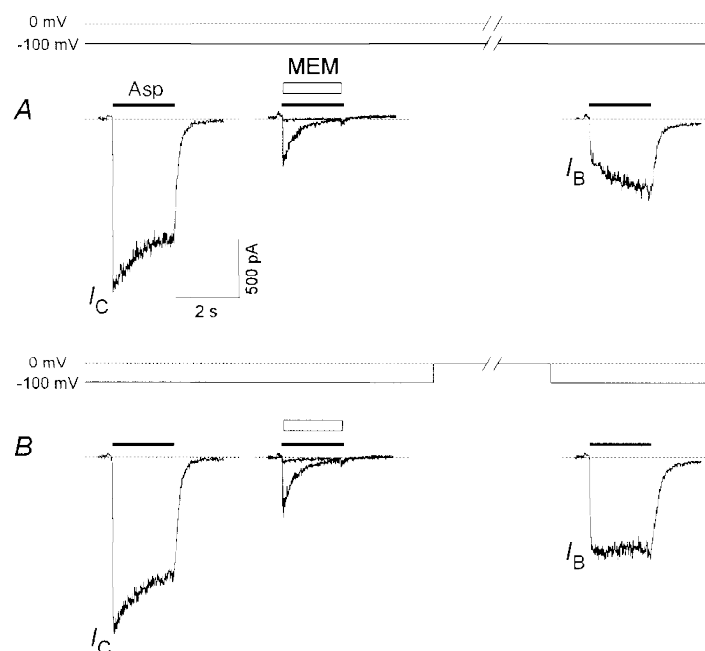 0 mV
-100 mV
MEM
Asp
A
I_B
500 pA
I_C
2 s
0 mV
-100 mV
B
I_B
I_C